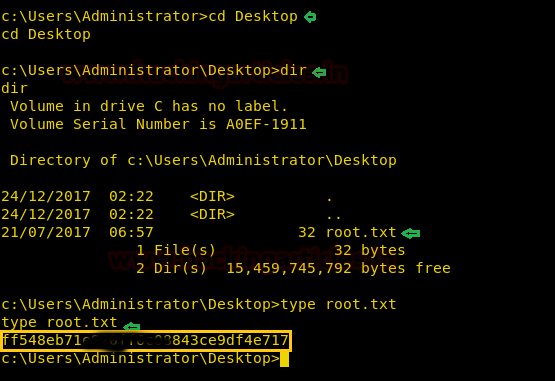 c:\Users\Administrator>cd Desktop
cd Desktop
c:\Users\Administrator\Desktop>dir
dir
Volume in drive C has no label.
Volume Serial Number is A0EF-1911
Directory of c:\Users\Administrator\Desktop
24/12/2017  02:22    <DIR>          .
24/12/2017  02:22    <DIR>          ..
21/07/2017  06:57                32 root.txt
1 File(s)             32 bytes
2 Dir(s)  15,459,745,792 bytes free
c:\Users\Administrator\Desktop>type root.txt
type root.txt
c:\Users\Administrator\Desktop>